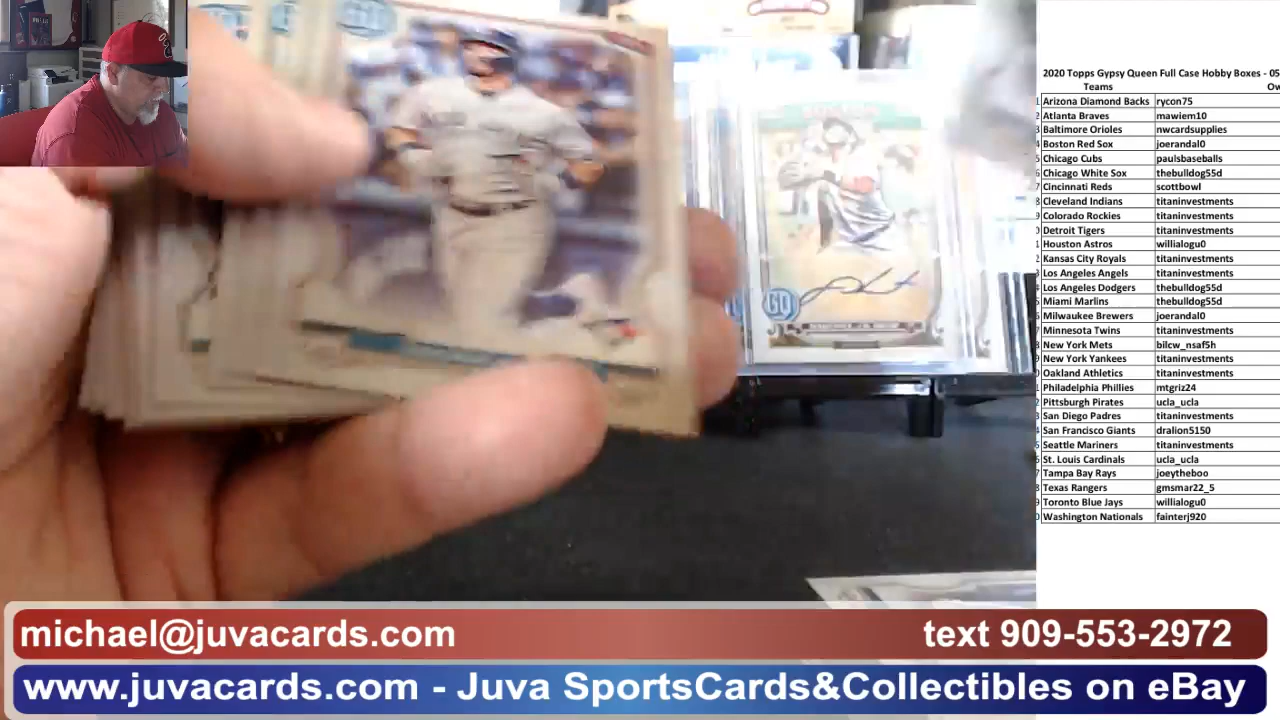 2020 Topps Gypsy Queen Full Case Hobby Boxes - 05
Teams Ow
Arizona Diamond Backs rycon75
Atlanta Braves mawiem10
Baltimore Orioles nwcardsupplies
Boston Red Sox joerandal0
Chicago Cubs paulsbaseballs
Chicago White Sox thebulldog55d
Cincinnati Reds scottbowl
Cleveland Indians titaninvestments
Colorado Rockies titaninvestments
Detroit Tigers titaninvestments
Houston Astros willialogu0
Kansas City Royals titaninvestments
Los Angeles Angels titaninvestments
Los Angeles Dodgers thebulldog55d
Miami Marlins thebulldog55d
Milwaukee Brewers joerandal0
Minnesota Twins titaninvestments
New York Mets bilcw_nsaf5h
New York Yankees titaninvestments
Oakland Athletics titaninvestments
Philadelphia Phillies mtgriz24
Pittsburgh Pirates ucla_ucla
San Diego Padres titaninvestments
San Francisco Giants dralion5150
Seattle Mariners titaninvestments
St. Louis Cardinals ucla_ucla
Tampa Bay Rays joeytheboo
Texas Rangers gmsmar22_5
Toronto Blue Jays willialogu0
Washington Nationals fainterj920
GQ
GQ
michael@juvacards.com text 909-553-2972
www.juvacards.com - Juva SportsCards&Collectibles on eBay